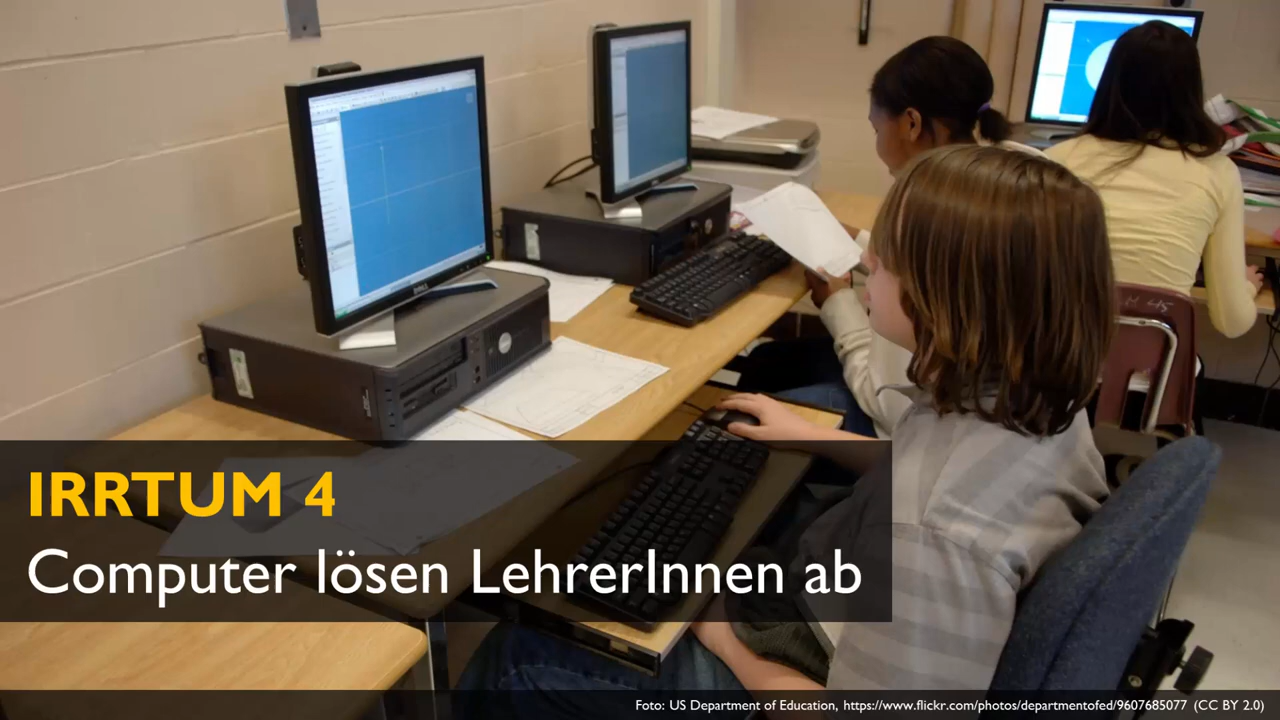 DELL
IRRTUM 4
Computer lösen LehrerInnen ab
Foto: US Department of Education, https://www.flickr.com/photos/departmentofed/9607685077 (CC BY 2.0)